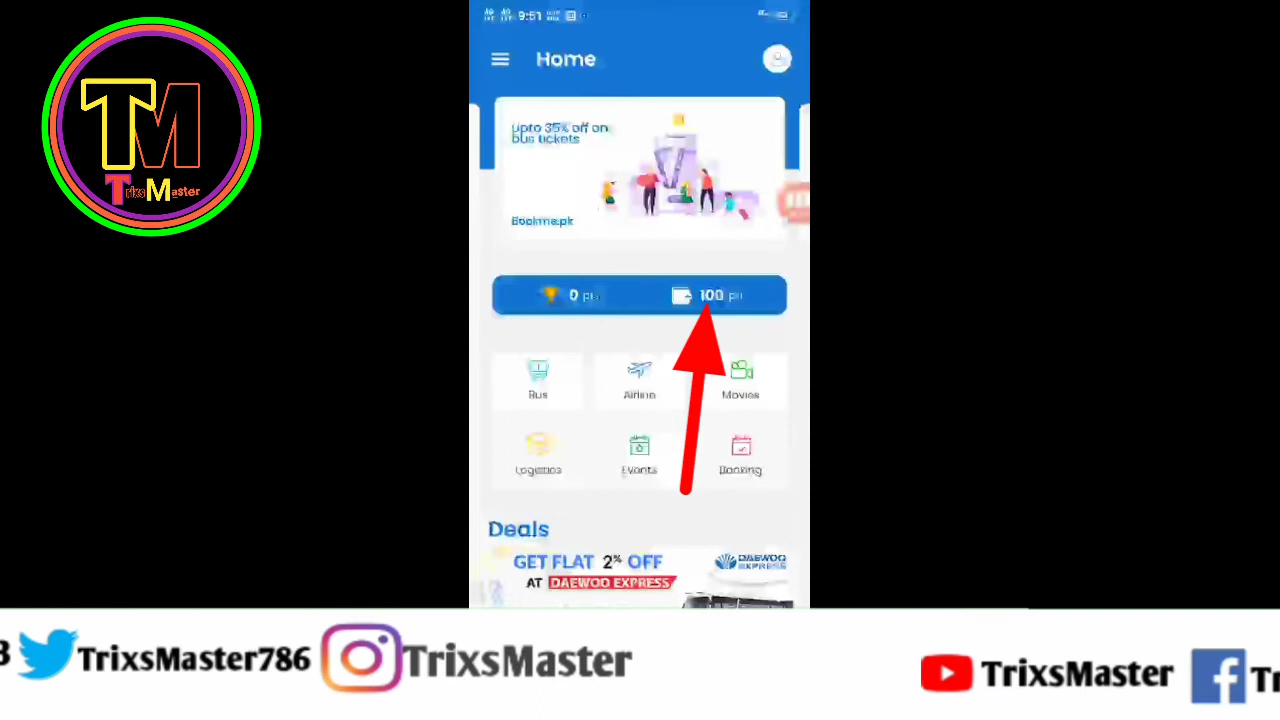 TM
TrixsMaster
9:51
Home
Upto 35% off on
bus tickets
Bookme.pk
0
100
Bus
Airline
Movies
Logistics
Events
Booking
Deals
GET FLAT 2% OFF
AT DAEWOO EXPRESS
DAEWOO
EXPRESS
TrixsMaster786
TrixsMaster
TrixsMaster